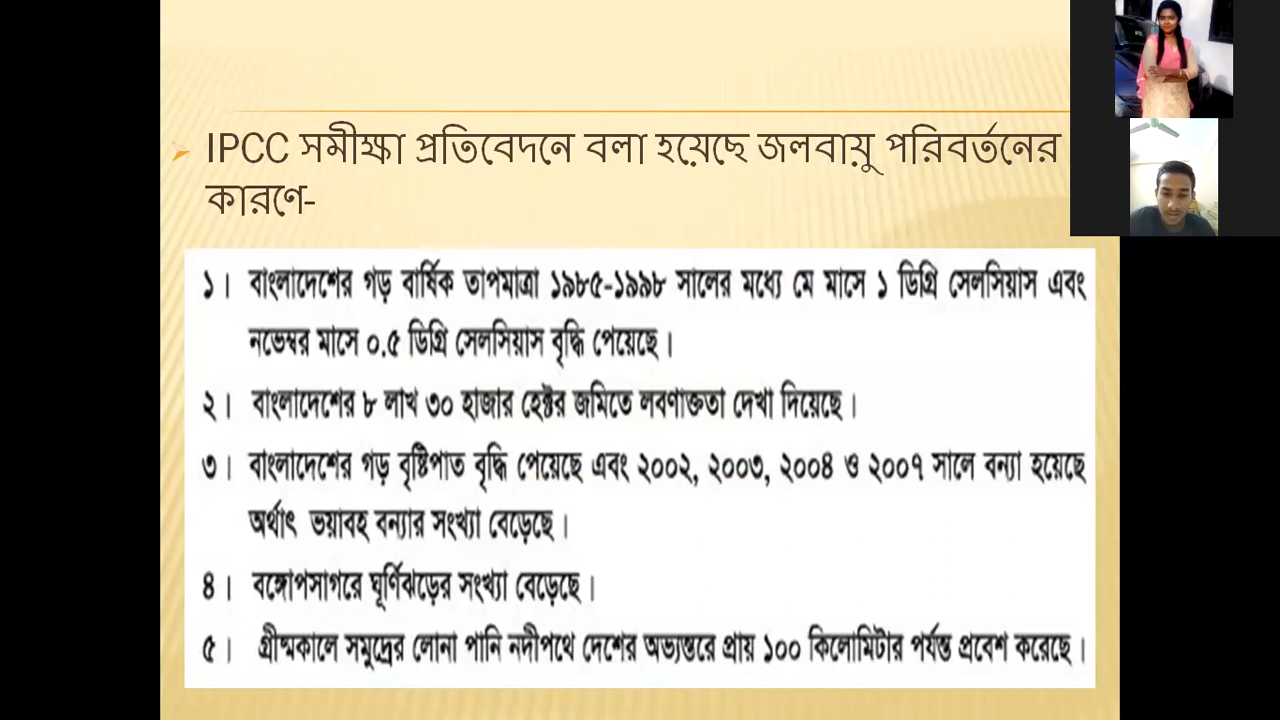 IPCC সমীক্ষা প্রতিবেদনে বলা হয়েছে জলবায়ু পরিবর্তনের
কারণে-
১। বাংলাদেশের গড় বার্ষিক তাপমাত্রা ১৯৮৫-১৯৯৮ সালের মধ্যে মে মাসে ১ ডিগ্রি সেলসিয়াস এবং
নভেম্বর মাসে ০.৫ ডিগ্রি সেলসিয়াস বৃদ্ধি পেয়েছে।
২। বাংলাদেশের ৮ লাখ ৩০ হাজার হেক্টর জমিতে লবণাক্ততা দেখা দিয়েছে।
৩। বাংলাদেশের গড় বৃষ্টিপাত বৃদ্ধি পেয়েছে এবং ২০০২, ২০০৩, ২০০৪ ও ২০০৭ সালে বন্যা হয়েছে
অর্থাৎ ভয়াবহ বন্যার সংখ্যা বেড়েছে।
৪। বঙ্গোপসাগরে ঘূর্ণিঝড়ের সংখ্যা বেড়েছে।
৫। গ্রীষ্মকালে সমুদ্রের লোনা পানি নদীপথে দেশের অভ্যন্তরে প্রায় ১০০ কিলোমিটার পর্যন্ত প্রবেশ করেছে।